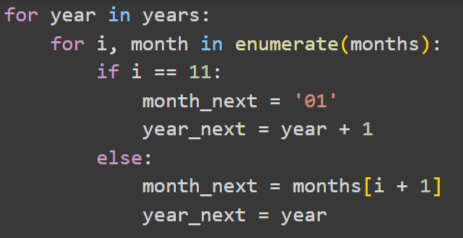 for year in years:
    for i, month in enumerate(months):
        if i == 11:
            month_next = '01'
            year_next = year + 1
        else:
            month_next = months[i + 1]
            year_next = year